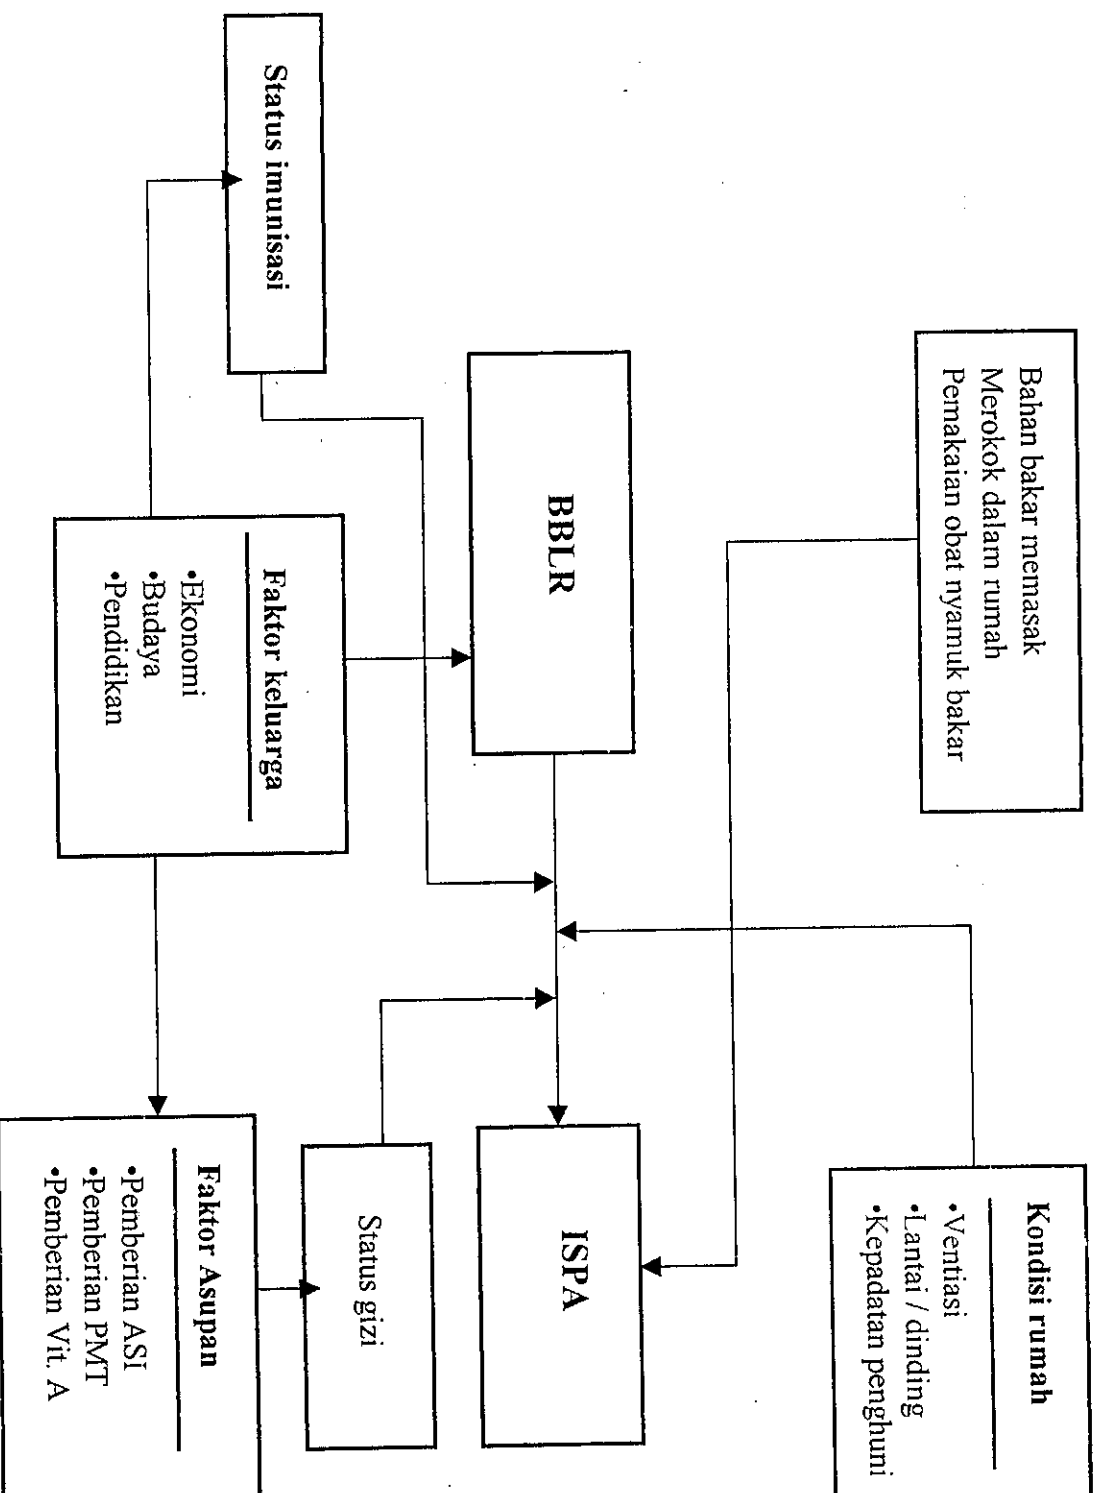 Bahan bakar memasak
Merokok dalam rumah
Pemakaian obat nyamuk bakar
Kondisi rumah
•Ventiasi
•Lantai / dinding
•Kepadatan penghuni
BBLR
ISPA
Status imunisasi
Status gizi
Faktor keluarga
•Ekonomi
•Budaya
•Pendidikan
Faktor Asupan
•Pemberian ASI
•Pemberian PMT
•Pemberian Vit. A